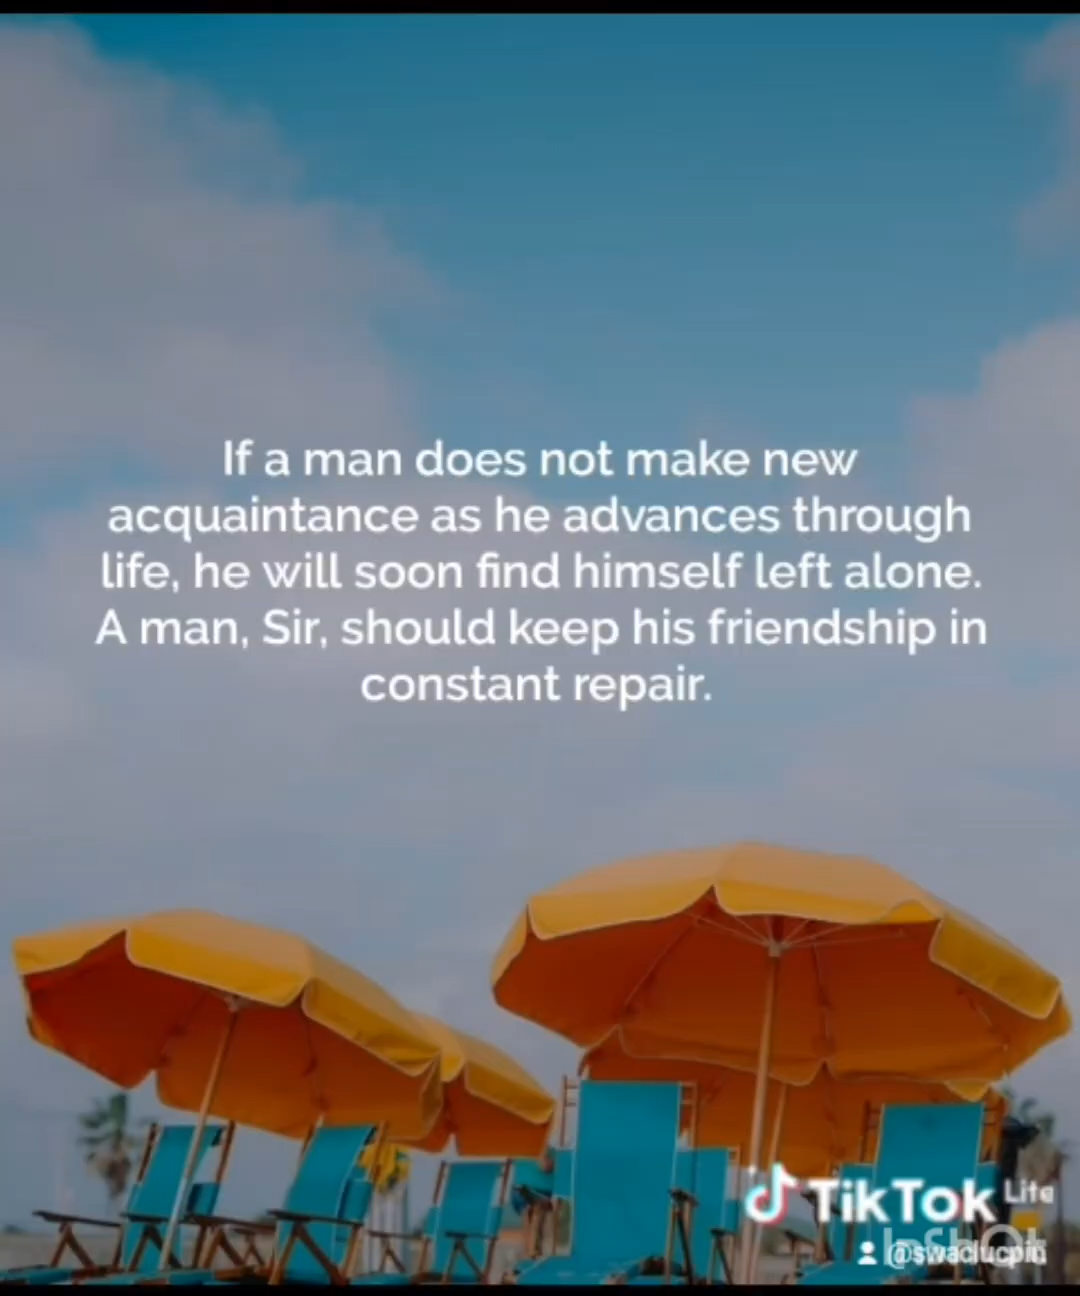 If a man does not make new
acquaintance as he advances through
life, he will soon find himself left alone.
A man, Sir, should keep his friendship in
constant repair.
TikTok Lite
InShOt